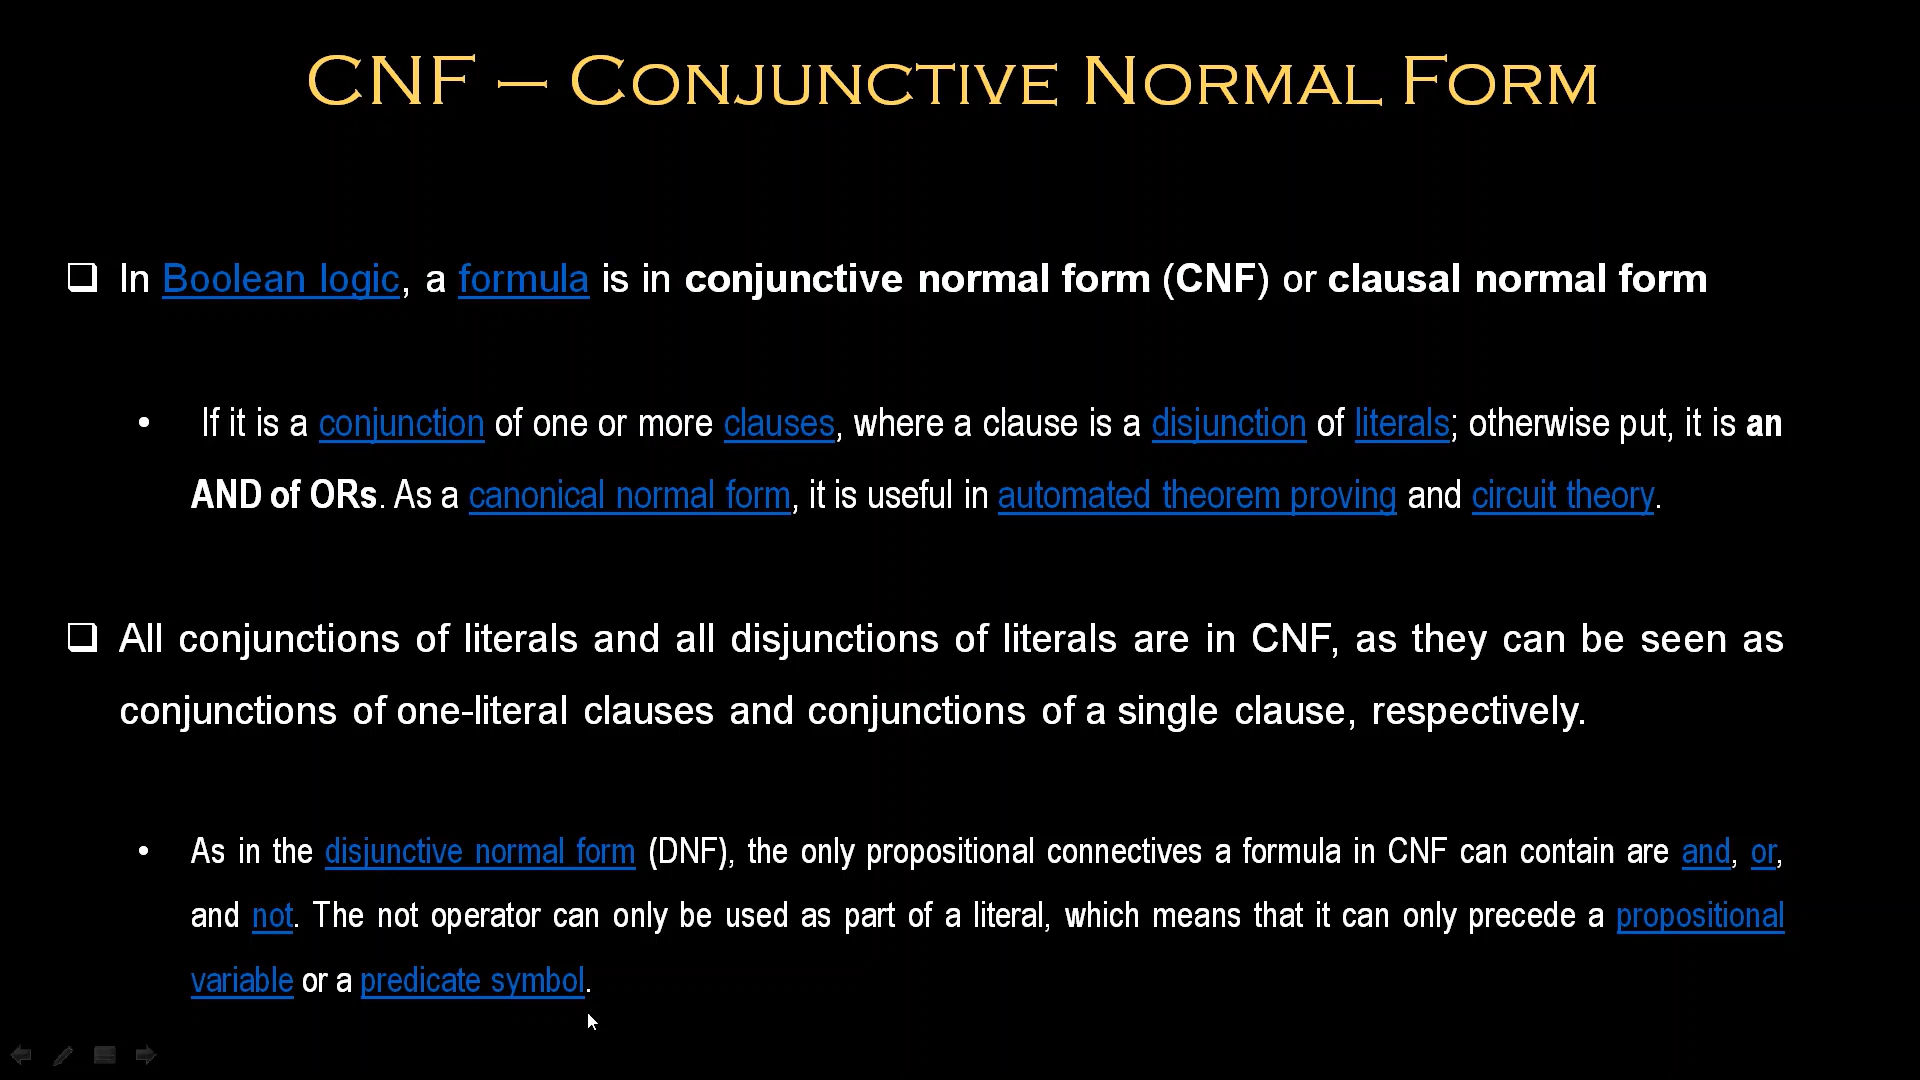 CNF – Conjunctive Normal Form
In Boolean logic, a formula is in conjunctive normal form (CNF) or clausal normal form
If it is a conjunction of one or more clauses, where a clause is a disjunction of literals; otherwise put, it is an
AND of ORs. As a canonical normal form, it is useful in automated theorem proving and circuit theory.
All conjunctions of literals and all disjunctions of literals are in CNF, as they can be seen as
conjunctions of one-literal clauses and conjunctions of a single clause, respectively.
As in the disjunctive normal form (DNF), the only propositional connectives a formula in CNF can contain are and, or,
and not. The not operator can only be used as part of a literal, which means that it can only precede a propositional
variable or a predicate symbol.